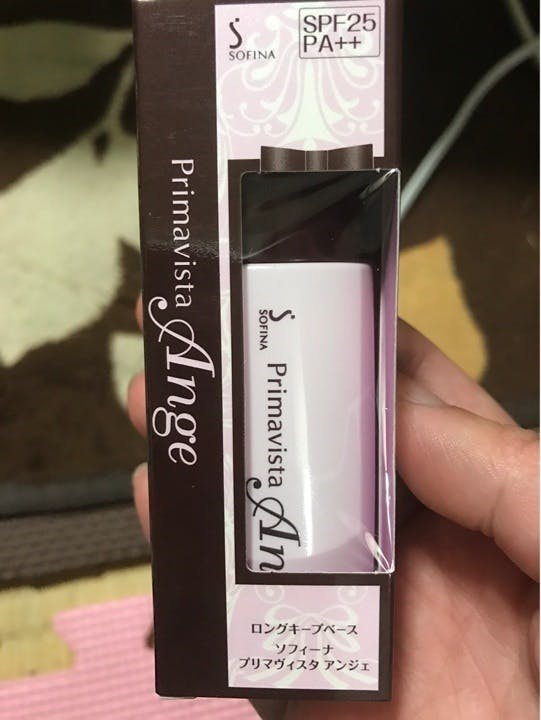 SOFINA
SPF25
PA++
Primavista
Ange
SOFINA
Primavista
An
ロングキープベース
ソフィーナ
プリマヴィスタ アンジェ